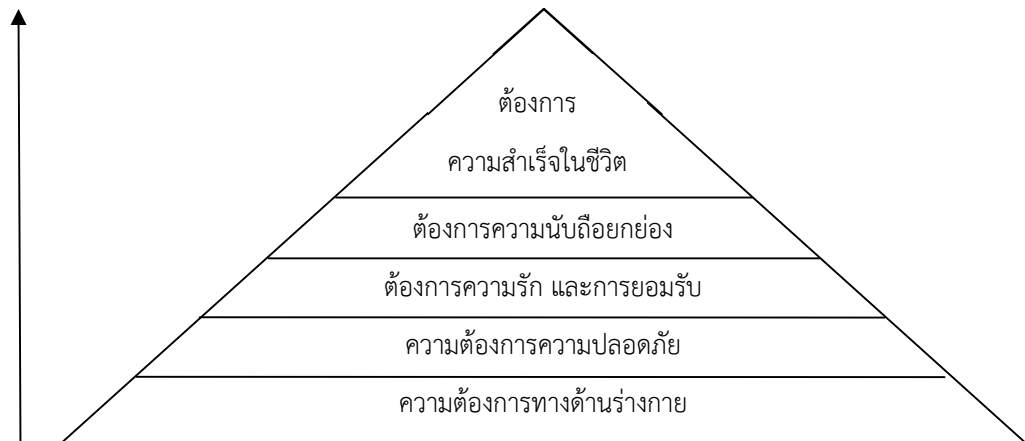 ต้องการ
ความสำเร็จในชีวิต
ต้องการความนับถือยกย่อง
ต้องการความรัก และการยอมรับ
ความต้องการความปลอดภัย
ความต้องการทางด้านร่างกาย